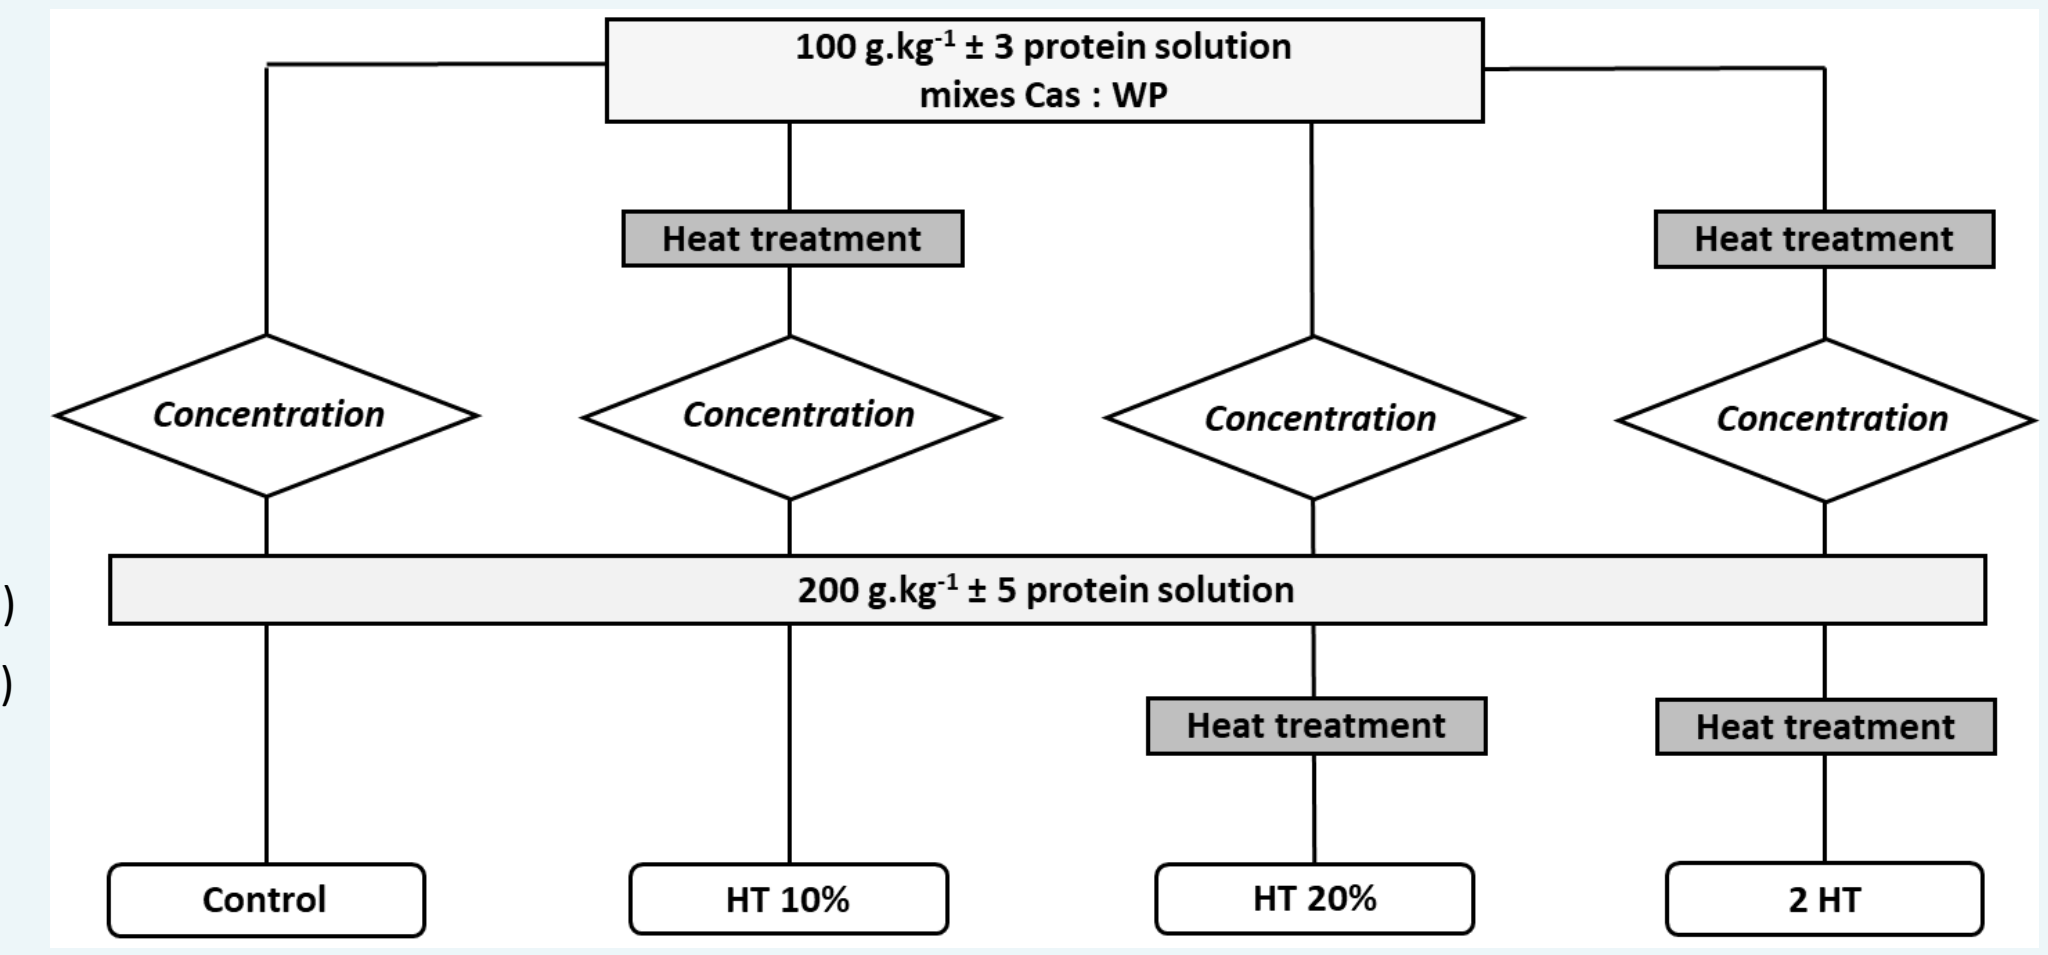 100 g.kg⁻¹ ± 3 protein solution
mixes Cas : WP
Heat treatment
Heat treatment
Concentration
Concentration
Concentration
Concentration
)
200 g.kg⁻¹ ± 5 protein solution
)
Heat treatment
Heat treatment
Control
HT 10%
HT 20%
2 HT